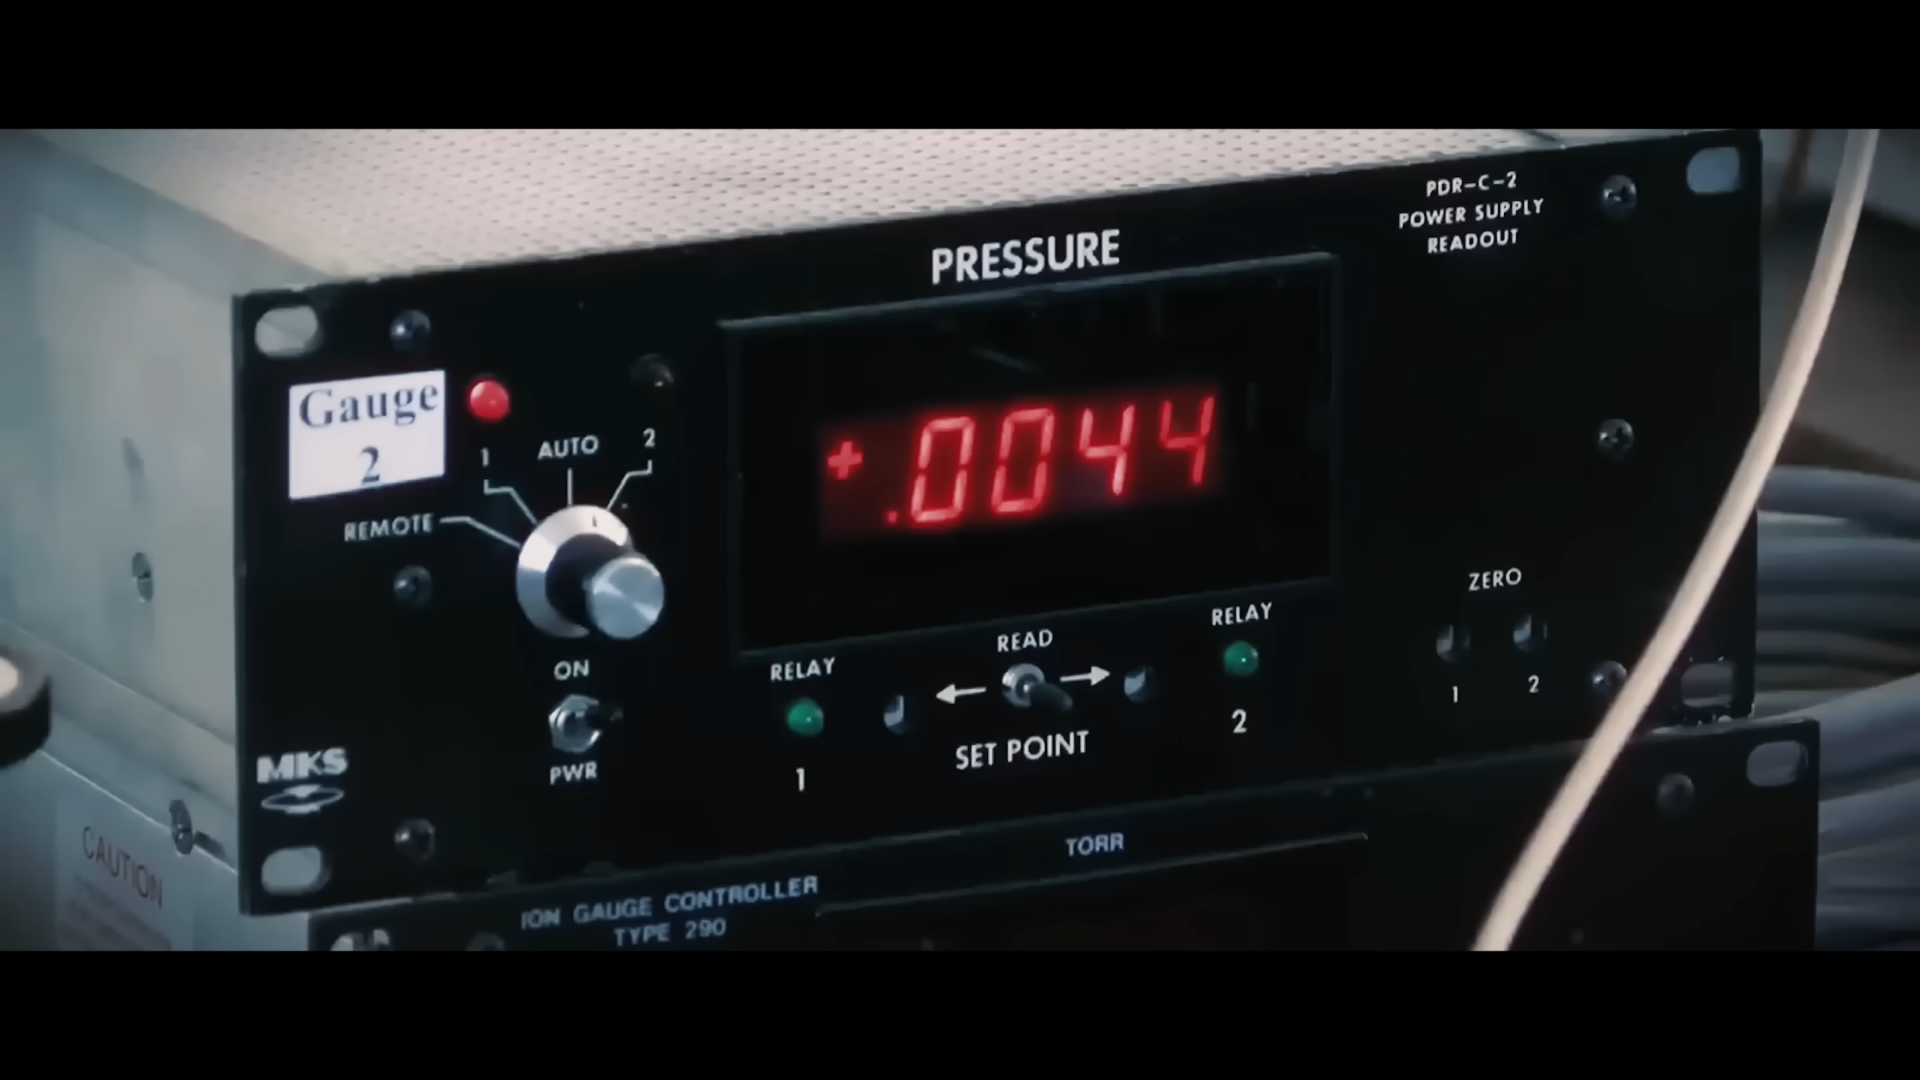 PDR-C-2
POWER SUPPLY
READOUT
PRESSURE
Gauge
2
1
AUTO
2
REMOTE
+.0044
ON
PWR
MKS
RELAY
1
READ
SET POINT
RELAY
2
ZERO
1
2
CAUTION
TORR
ION GAUGE CONTROLLER
TYPE 290